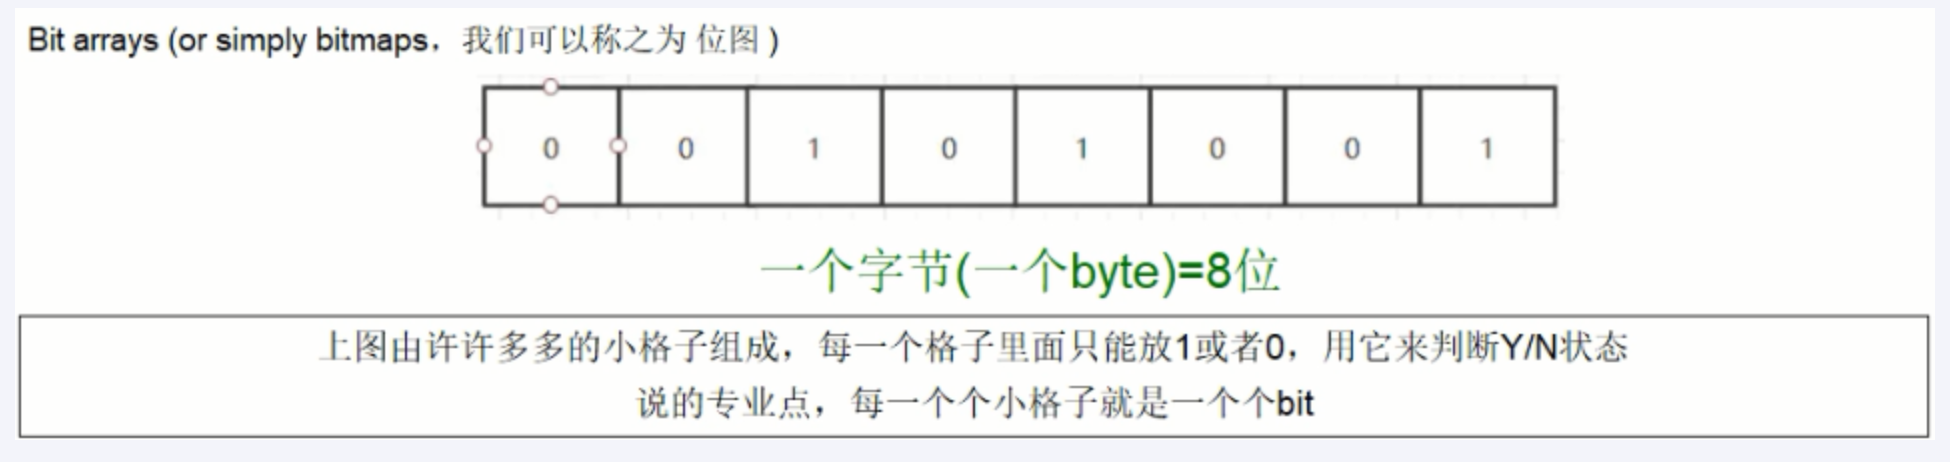 Bit arrays (or simply bitmaps，我们可以称之为 位图 )
0 0 1 0 1 0 0 1
一个字节(一个byte)=8位
上图由许许多多的小格子组成，每一个格子里面只能放1或者0，用它来判断Y/N状态
说的专业点，每一个个小格子就是一个个bit